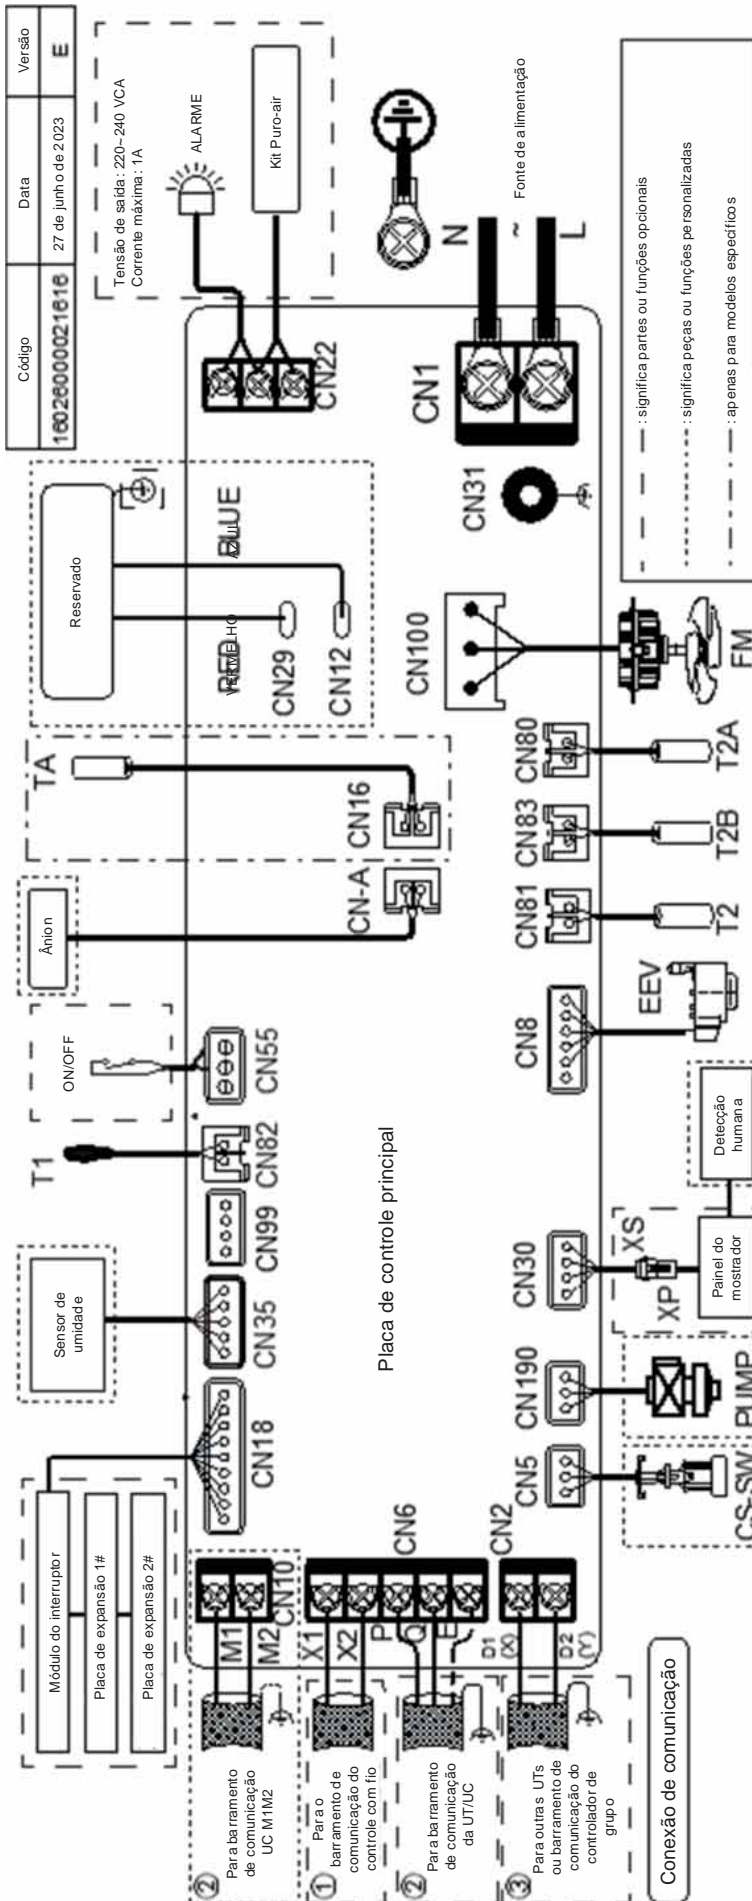 Código
Data
Versão
16026000021616
27 de junho de 2023
E
Tensão de saída: 220~240 VCA
Corrente máxima: 1A
ALARME
Kit Puro-air
CN22
Fonte de alimentação
N
~
L
CN1
CN31
Reservado
RED
VERMELHO
BLUE
AZUL
CN29
CN12
CN100
FM
TA
CN16
CN-A
Ânion
CN80
T2A
CN83
T2B
CN81
T2
ON/OFF
CN55
CN8
EEV
T1
CN82
CN99
Sensor de
umidade
CN35
Placa de controle principal
CN30
XS
XP
Painel do
mostrador
Detecção
humana
CN190
PUMP
CN5
CS-SW
Módulo do interruptor
Placa de expansão 1#
Placa de expansão 2#
CN18
CN10
M1
M2
CN6
X1
X2
P
Q
E
CN2
D1
(X)
D2
(Y)
②
Para barramento
de comunicação
UC M1M2
①
Para o
barramento de
comunicação do
controle com fio
②
Para barramento
de comunicação
da UT/UC
③
Para outras UTs
ou barramento de
comunicação do
controlador de
grupo
Conexão de comunicação
: significa partes ou funções opcionais
: significa peças ou funções personalizadas
: apenas para modelos específicos